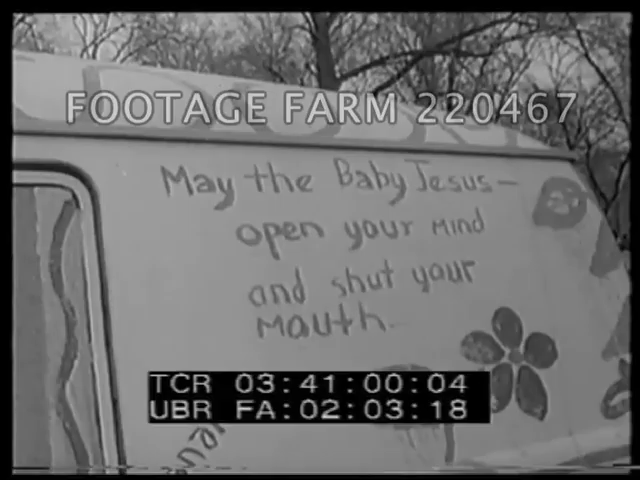 FOOTAGE FARM 220467
May the Baby Jesus —
open your Mind
and shut your
Mouth.
TCR 03:41:00:04
UBR FA:02:03:18